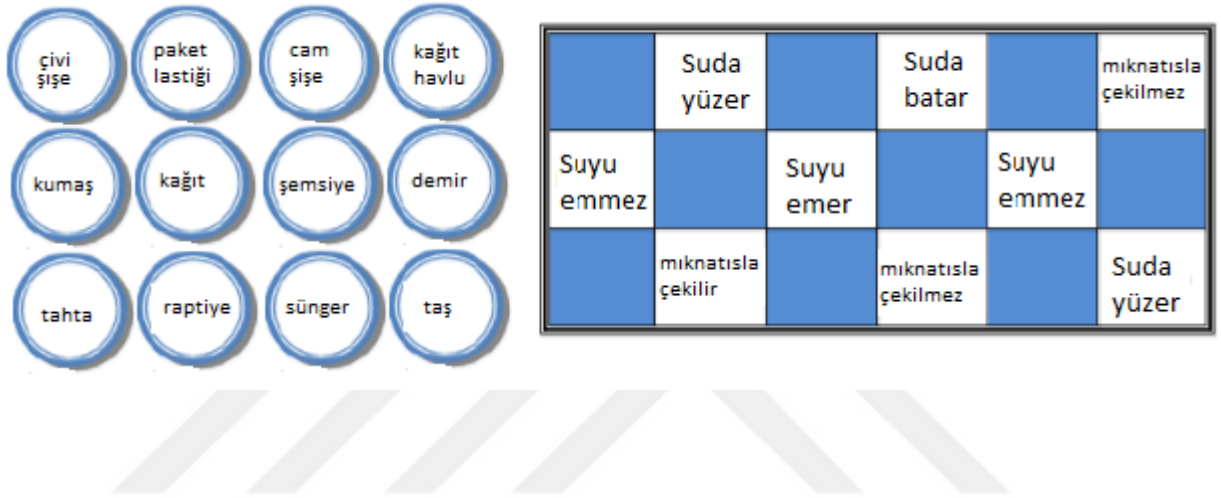 çivi
şişe
paket
lastiği
cam
şişe
kağıt
havlu
kumaş
kağıt
şemsiye
demir
tahta
raptiye
sünger
taş
Suda
yüzer
Suda
batar
mıknatısla
çekilmez
Suyu
emmez
Suyu
emer
Suyu
emmez
mıknatısla
çekilir
mıknatısla
çekilmez
Suda
yüzer